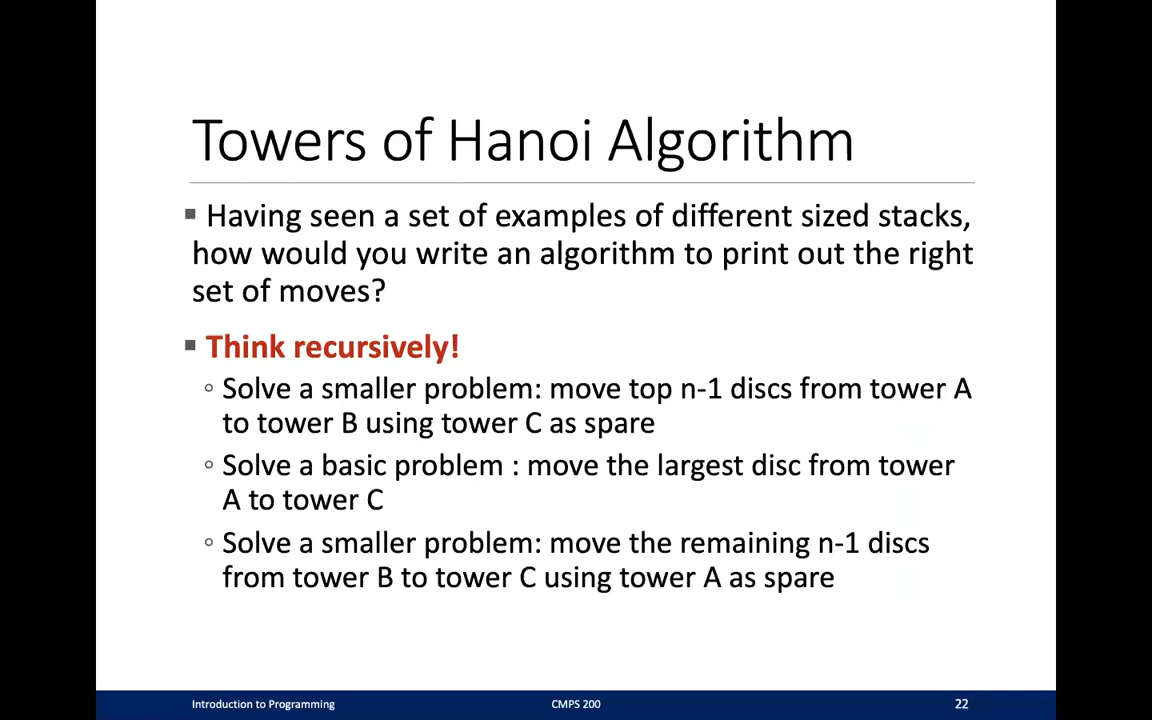 Towers of Hanoi Algorithm
▪ Having seen a set of examples of different sized stacks,
how would you write an algorithm to print out the right
set of moves?
▪ Think recursively!
◦ Solve a smaller problem: move top n-1 discs from tower A
to tower B using tower C as spare
◦ Solve a basic problem : move the largest disc from tower
A to tower C
◦ Solve a smaller problem: move the remaining n-1 discs
from tower B to tower C using tower A as spare
Introduction to Programming
CMPS 200
22